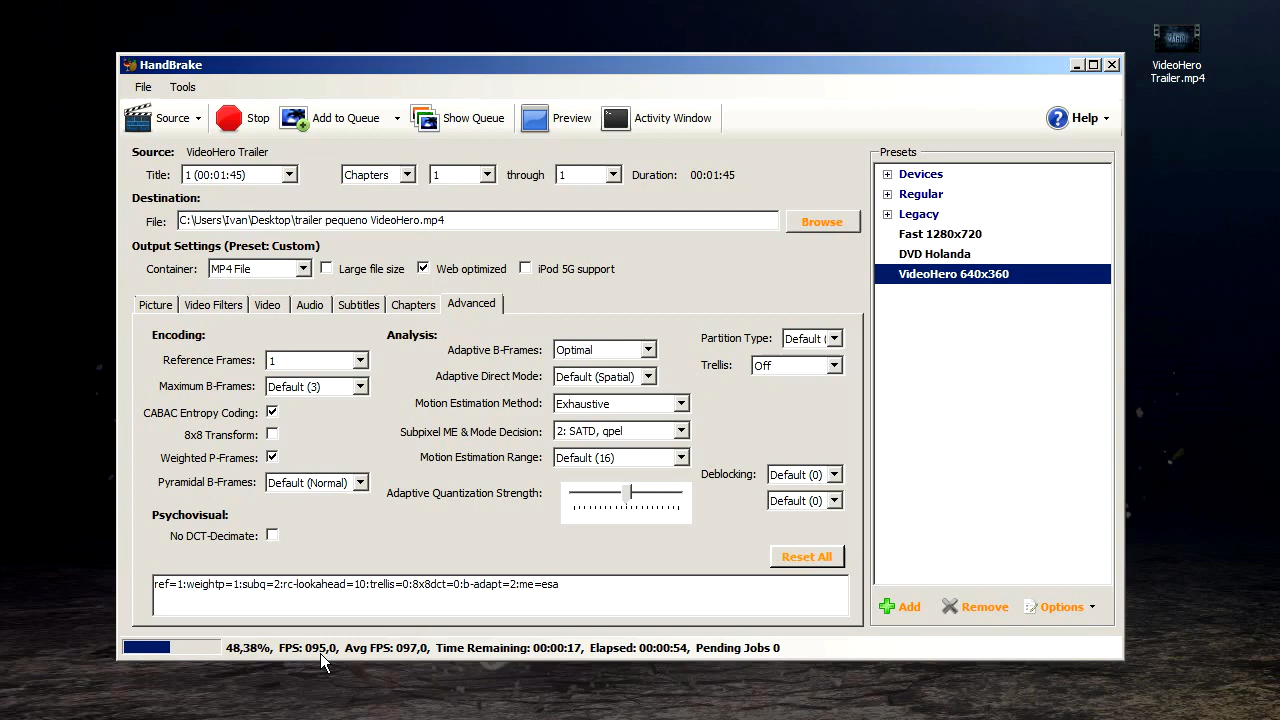 VideoHero
Trailer.mp4
HandBrake
File Tools
Source Stop Add to Queue Show Queue Preview Activity Window Help
Source: VideoHero Trailer
Title: 1 (00:01:45) Chapters 1 through 1 Duration: 00:01:45
Destination:
File: C:\Users\Ivan\Desktop\trailer pequeno VideoHero.mp4 Browse
Output Settings (Preset: Custom)
Container: MP4 File Large file size Web optimized iPod 5G support
Picture Video Filters Video Audio Subtitles Chapters Advanced
Encoding:
Reference Frames: 1
Maximum B-Frames: Default (3)
CABAC Entropy Coding:
8x8 Transform:
Weighted P-Frames:
Pyramidal B-Frames: Default (Normal)
Psychovisual:
No DCT-Decimate:
Analysis:
Adaptive B-Frames: Optimal
Adaptive Direct Mode: Default (Spatial)
Motion Estimation Method: Exhaustive
Subpixel ME & Mode Decision: 2: SATD, qpel
Motion Estimation Range: Default (16)
Adaptive Quantization Strength:
Partition Type: Default (
Trellis: Off
Deblocking: Default (0)
Default (0)
Reset All
ref=1:weightp=1:subq=2:rc-lookahead=10:trellis=0:8x8dct=0:b-adapt=2:me=esa
Presets
Devices
Regular
Legacy
Fast 1280x720
DVD Holanda
VideoHero 640x360
Add Remove Options
48,38%, FPS: 095,0, Avg FPS: 097,0, Time Remaining: 00:00:17, Elapsed: 00:00:54, Pending Jobs 0